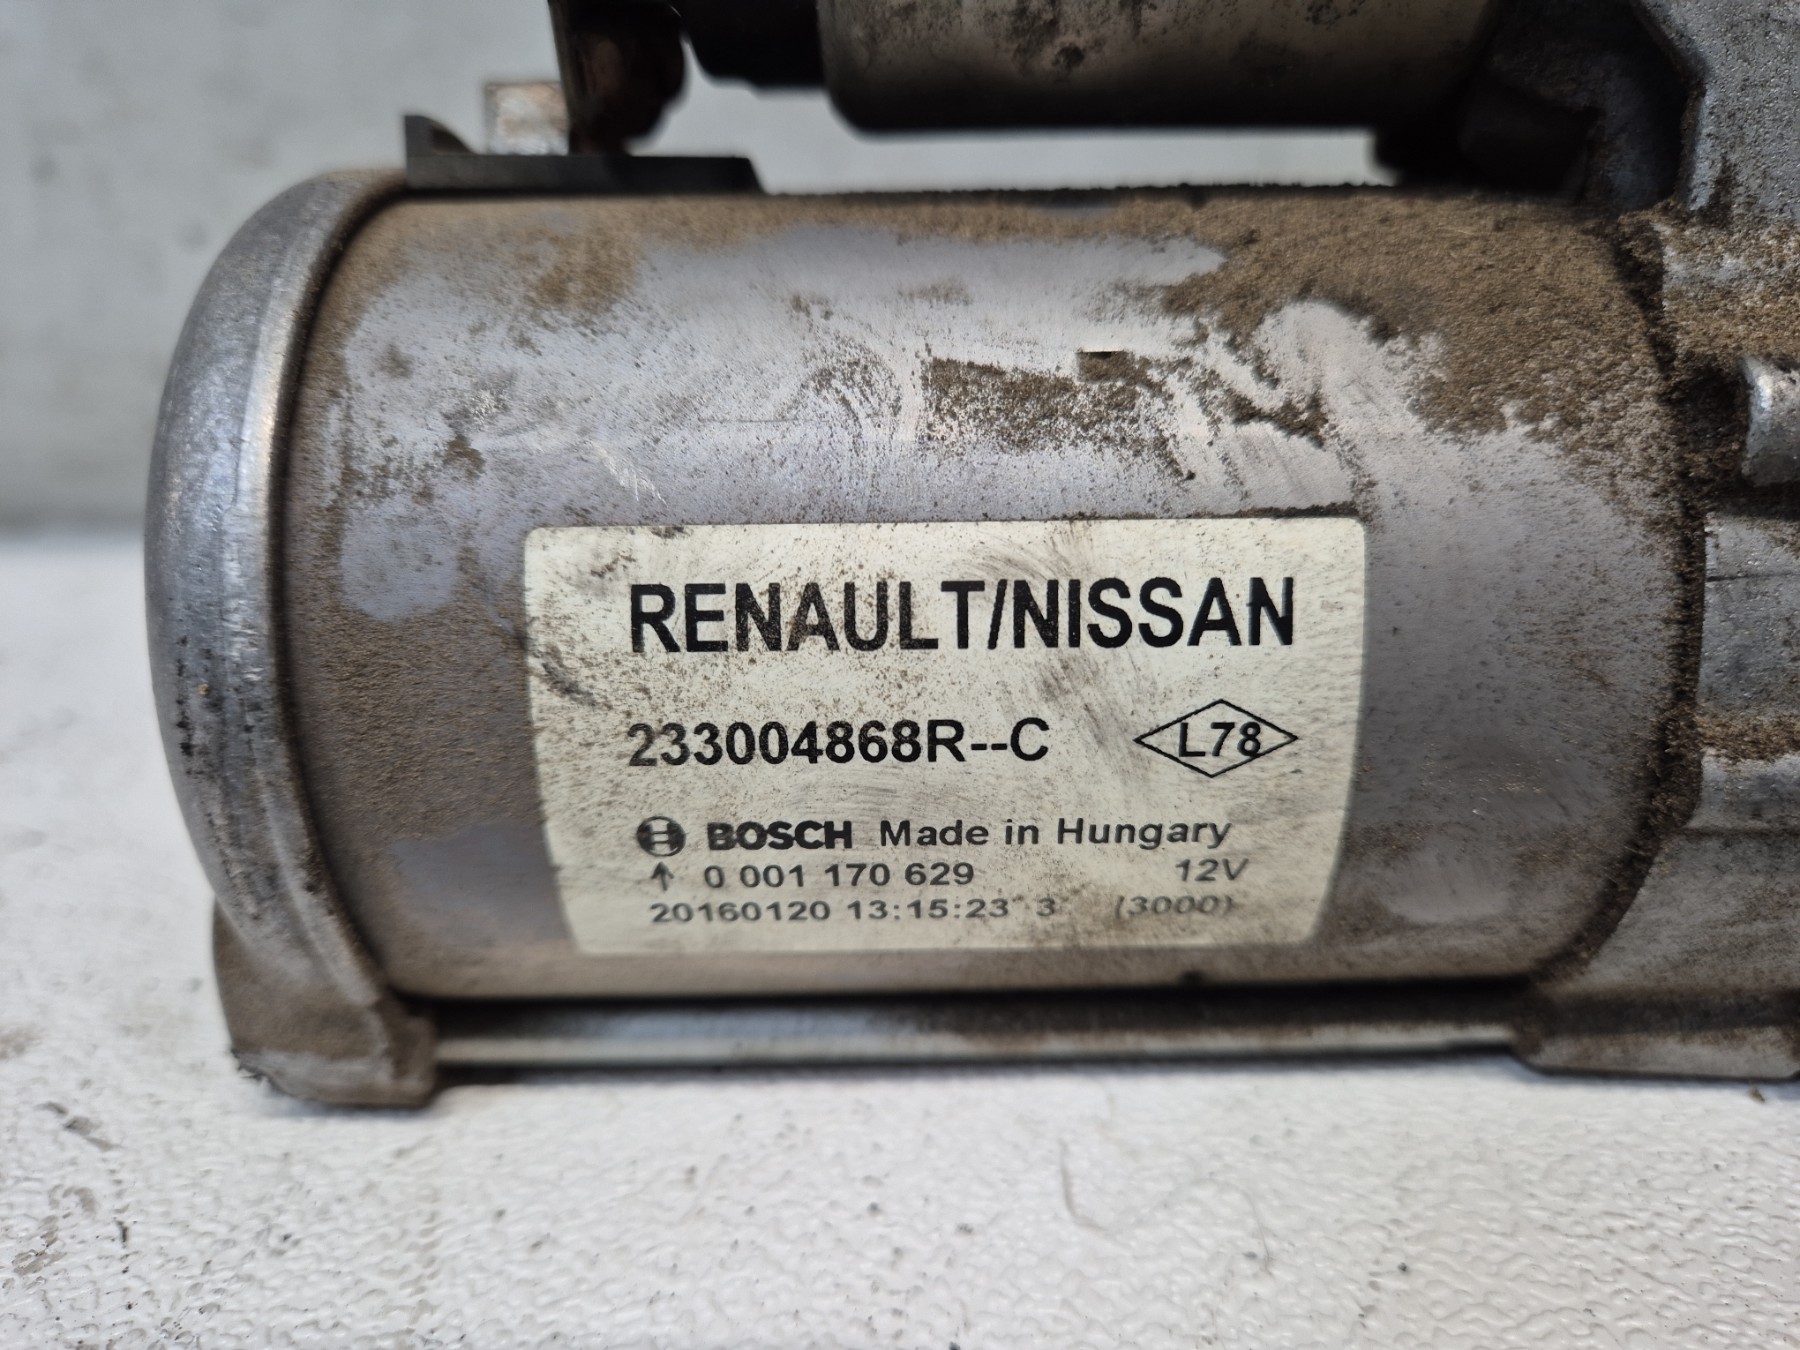 RENAULT/NISSAN
233004868R--C L78
BOSCH Made in Hungary
0 001 170 629 12V
20160120 13:15:23* 3* (3000)